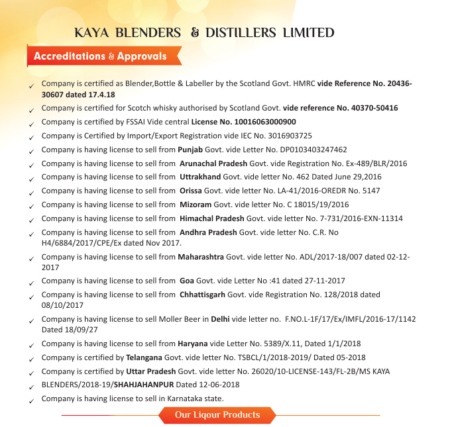 KAYA BLENDERS & DISTILLERS LIMITED
Accreditations & Approvals
✓ Company is certified as Blender,Bottle & Labeller by the Scotland Govt. HMRC vide Reference No. 20436-
30607 dated 17.4.18
✓ Company is certified for Scotch whisky authorised by Scotland Govt. vide reference No. 40370-50416
✓ Company is certified by FSSAI Vide central License No. 10016063000900
✓ Company is Certified by Import/Export Registration vide IEC No. 3016903725
✓ Company is having license to sell from Punjab Govt. vide Letter No. DP0103403247462
✓ Company is having license to sell from Arunachal Pradesh Govt. vide Registration No. Ex-489/BLR/2016
✓ Company is having license to sell from Uttrakhand Govt. vide letter No. 462 Dated June 29,2016
✓ Company is having license to sell from Orissa Govt. vide letter No. LA-41/2016-OREDR No. 5147
✓ Company is having license to sell from Mizoram Govt. vide letter No. C 18015/19/2016
✓ Company is having license to sell from Himachal Pradesh Govt. vide letter No. 7-731/2016-EXN-11314
✓ Company is having license to sell from Andhra Pradesh Govt. vide letter No. C.R. No
H4/6884/2017/CPE/Ex dated Nov 2017.
✓ Company is having license to sell from Maharashtra Govt. vide letter No. ADL/2017-18/007 dated 02-12-
2017
✓ Company is having license to sell from Goa Govt. vide Letter No :41 dated 27-11-2017
✓ Company is having license to sell from Chhattisgarh Govt. vide Registration No. 128/2018 dated
08/10/2017
✓ Company is having license to sell Moller Beer in Delhi vide letter no. F.NO.L-1F/17/Ex/IMFL/2016-17/1142
Dated 18/09/27
✓ Company is having license to sell from Haryana vide Letter No. 5389/X.11, Dated 1/1/2018
✓ Company is certified by Telangana Govt. vide letter No. TSBCL/1/2018-2019/ Dated 05-2018
✓ Company is certified by Uttar Pradesh Govt. vide letter No. 26020/10-LICENSE-143/FL-2B/MS KAYA
✓ BLENDERS/2018-19/SHAHJAHANPUR Dated 12-06-2018
✓ Company is having license to sell in Karnataka state.
Our Liqour Products